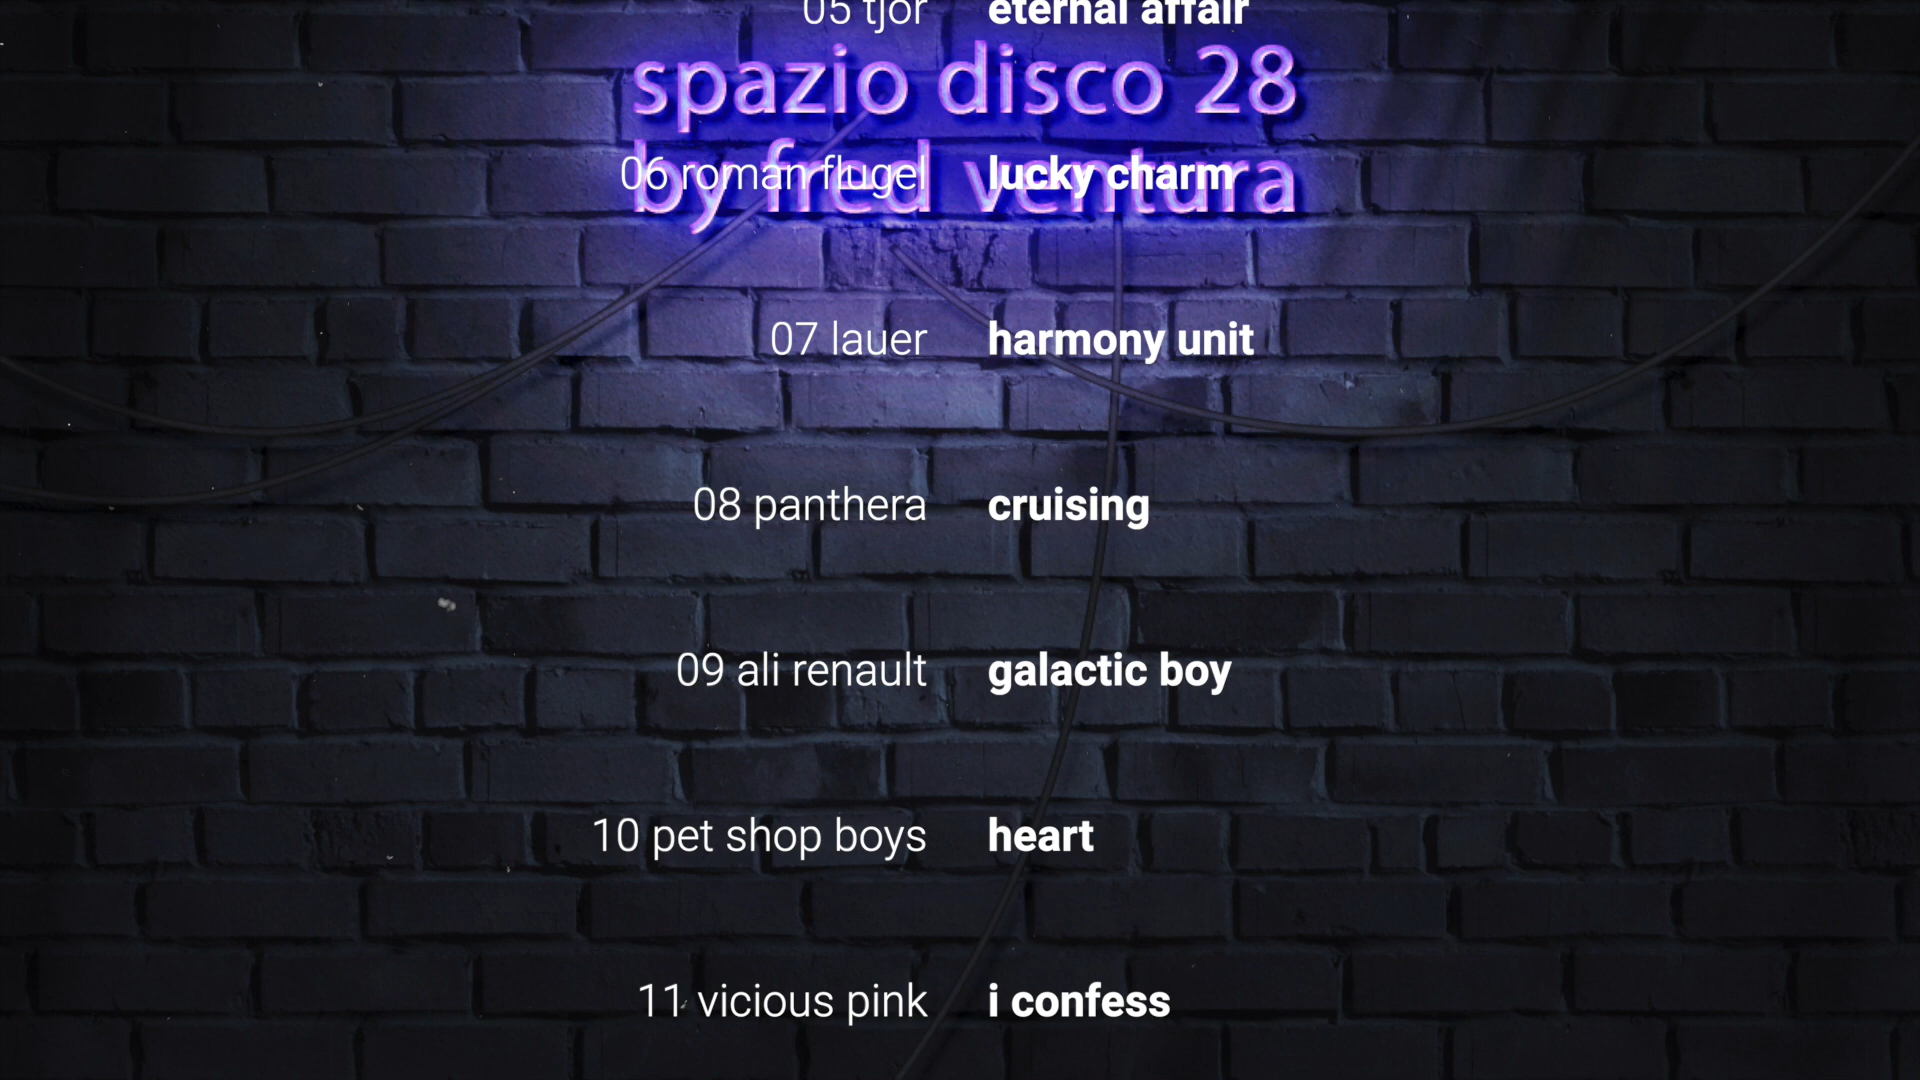 05 tjor eternal affair
spazio disco 28
by fred ventura
06 roman flugel lucky charm
07 lauer harmony unit
08 panthera cruising
09 ali renault galactic boy
10 pet shop boys heart
11 vicious pink i confess